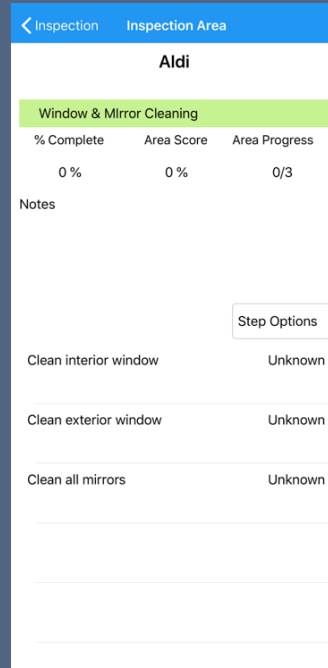 Inspection Inspection Area
Aldi
Window & MIrror Cleaning
% Complete Area Score Area Progress
0 % 0 % 0/3
Notes
Step Options
Clean interior window Unknown
Clean exterior window Unknown
Clean all mirrors Unknown